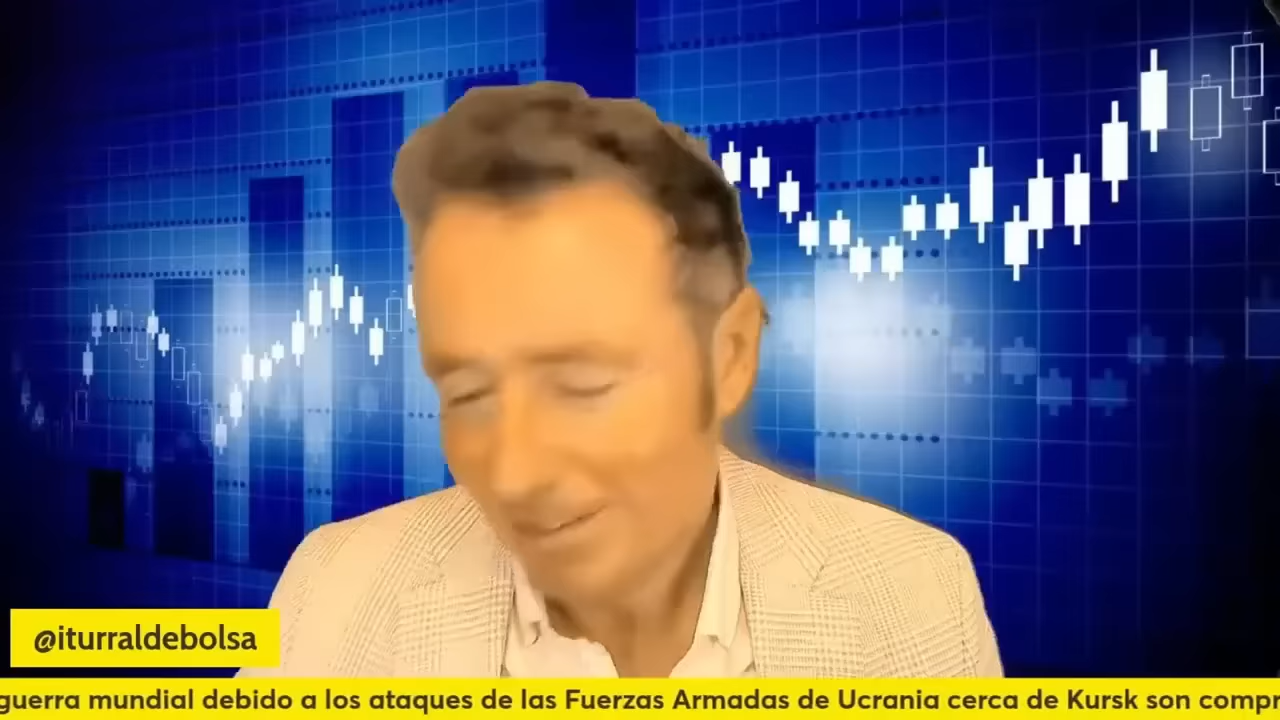 @iturraldebolsa
guerra mundial debido a los ataques de las Fuerzas Armadas de Ucrania cerca de Kursk son